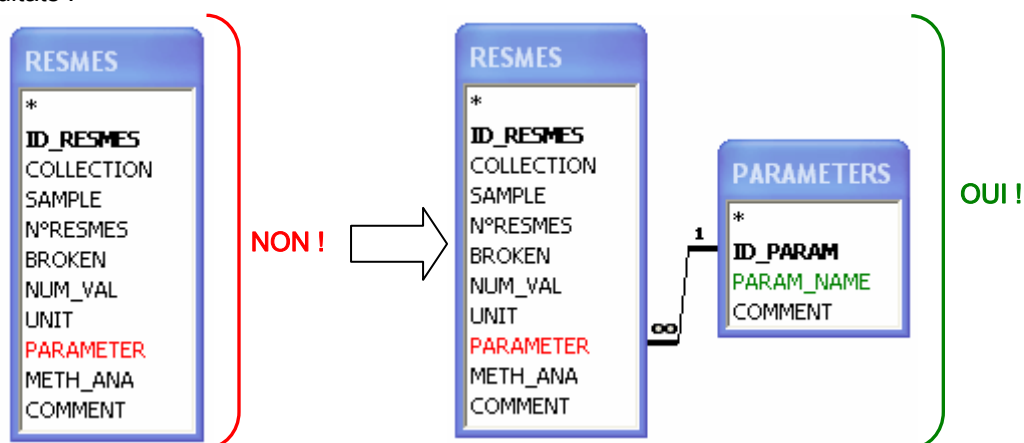 RESMES
*
ID_RESMES
COLLECTION
SAMPLE
N°RESMES
BROKEN
NUM_VAL
UNIT
PARAMETER
METH_ANA
COMMENT
NON !
RESMES
*
ID_RESMES
COLLECTION
SAMPLE
N°RESMES
BROKEN
NUM_VAL
UNIT
PARAMETER
METH_ANA
COMMENT
∞
1
PARAMETERS
*
ID_PARAM
PARAM_NAME
COMMENT
OUI !